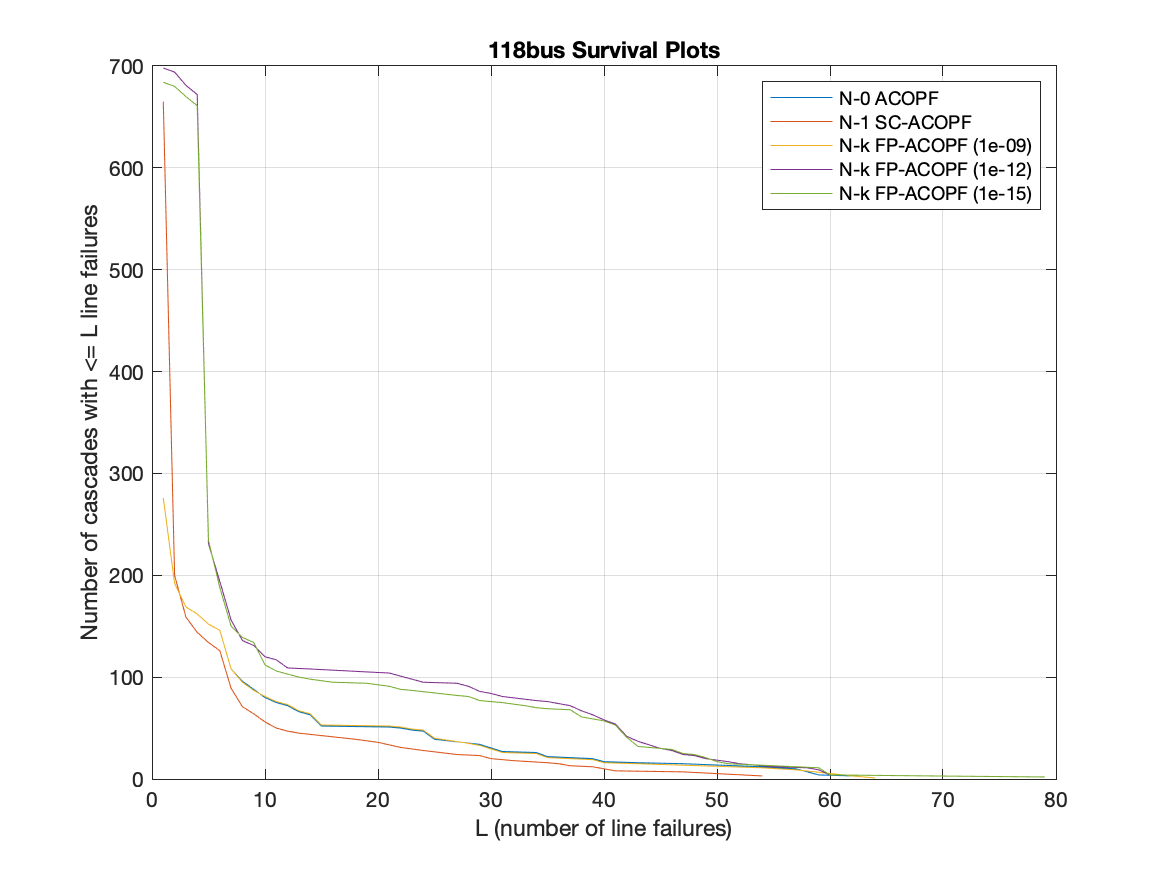 118bus Survival Plots
700
600
500
400
300
200
100
0
Number of cascades with <= L line failures
N-0 ACOPF
N-1 SC-ACOPF
N-k FP-ACOPF (1e-09)
N-k FP-ACOPF (1e-12)
N-k FP-ACOPF (1e-15)
0 10 20 30 40 50 60 70 80
L (number of line failures)